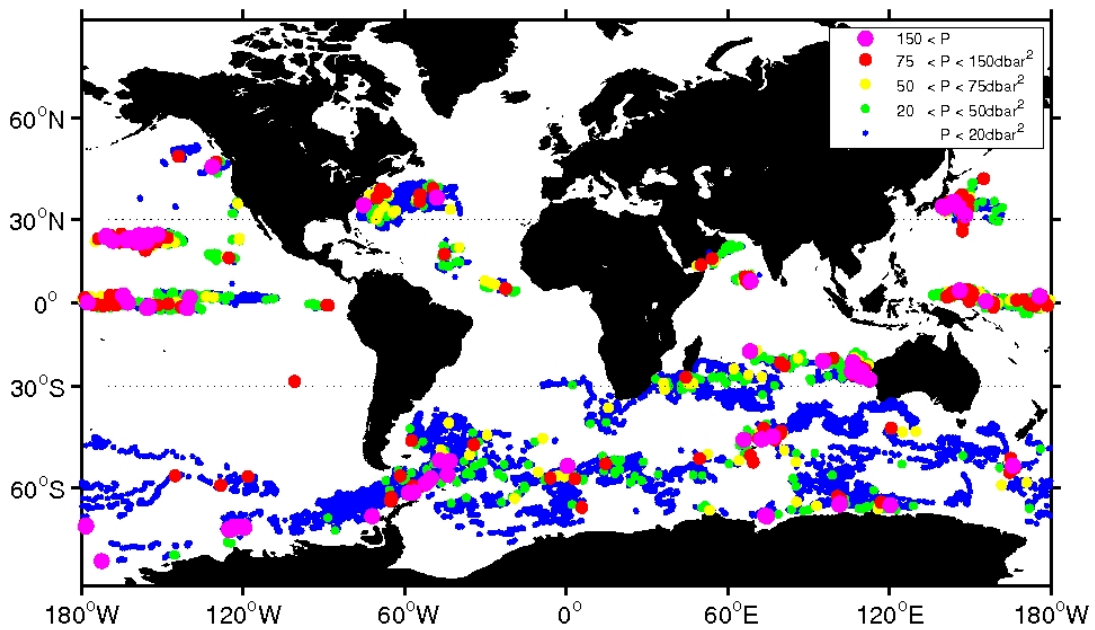 150 < P
75 < P < 150dbar²
50 < P < 75dbar²
20 < P < 50dbar²
P < 20dbar²
60°N
30°N
0°
30°S
60°S
180°W 120°W 60°W 0° 60°E 120°E 180°W